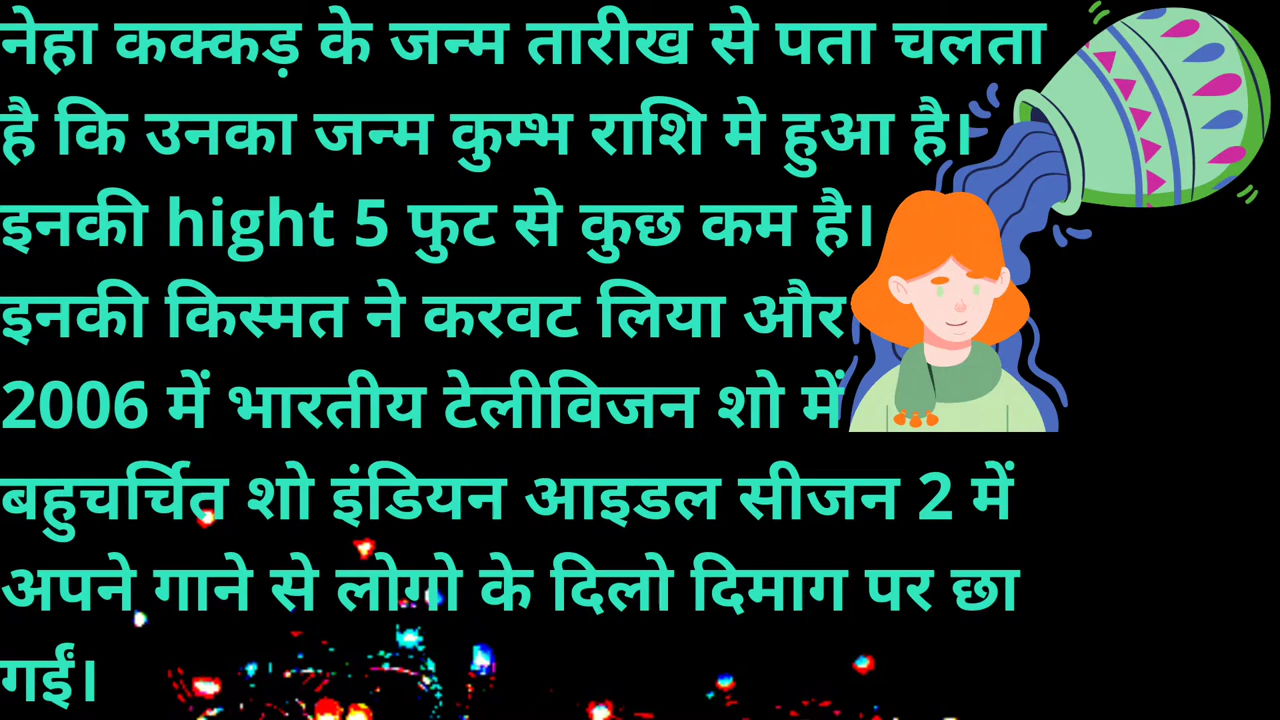 नेहा कक्कड़ के जन्म तारीख से पता चलता
है कि उनका जन्म कुम्भ राशि मे हुआ है।
इनकी hight 5 फुट से कुछ कम है।
इनकी किस्मत ने करवट लिया और
2006 में भारतीय टेलीविजन शो में
बहुचर्चित शो इंडियन आइडल सीजन 2 में
अपने गाने से लोगो के दिलो दिमाग पर छा
गईं।